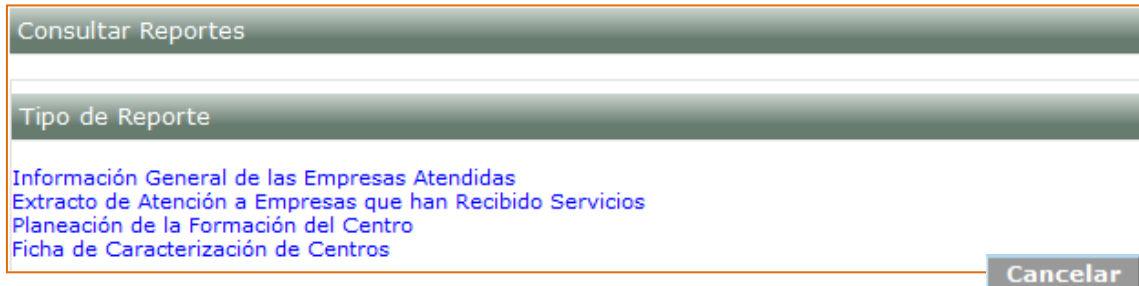 Consultar Reportes
Tipo de Reporte
Información General de las Empresas Atendidas
Extracto de Atención a Empresas que han Recibido Servicios
Planeación de la Formación del Centro
Ficha de Caracterización de Centros
Cancelar